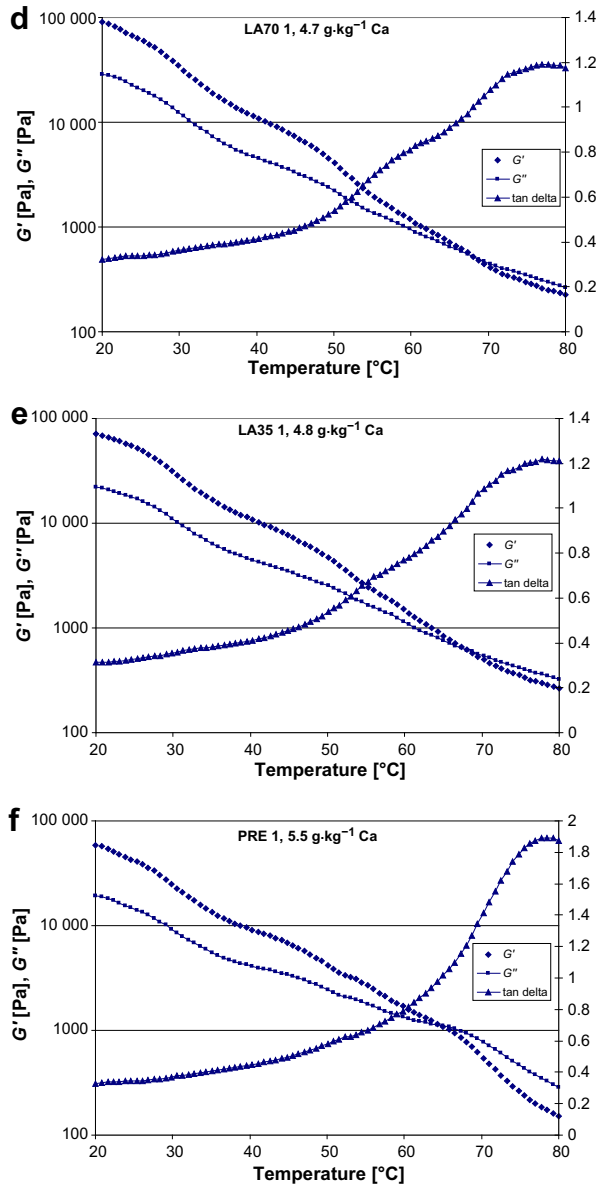 d
LA70 1, 4.7 g·kg⁻¹ Ca
100 000
10 000
1000
100
G' [Pa], G'' [Pa]
1.4
1.2
1
0.8
0.6
0.4
0.2
0
G'
G''
tan delta
20 30 40 50 60 70 80
Temperature [°C]
e
LA35 1, 4.8 g·kg⁻¹ Ca
100 000
10 000
1000
100
G' [Pa], G'' [Pa]
1.4
1.2
1
0.8
0.6
0.4
0.2
0
G'
G''
tan delta
20 30 40 50 60 70 80
Temperature [°C]
f
PRE 1, 5.5 g·kg⁻¹ Ca
100 000
10 000
1000
100
G' [Pa], G'' [Pa]
2
1.8
1.6
1.4
1.2
1
0.8
0.6
0.4
0.2
0
G'
G''
tan delta
20 30 40 50 60 70 80
Temperature [°C]